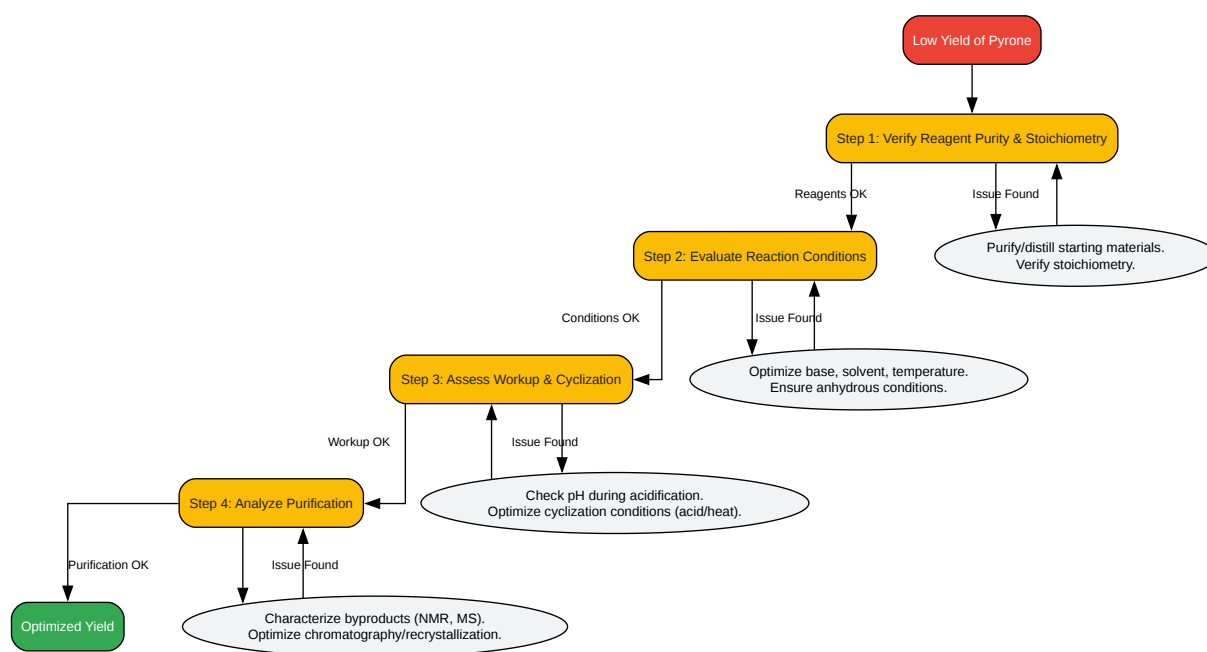 Low Yield of Pyrone
Step 1: Verify Reagent Purity & Stoichiometry
Reagents OK
Issue Found
Purify/distill starting materials.
Verify stoichiometry.
Step 2: Evaluate Reaction Conditions
Conditions OK
Issue Found
Optimize base, solvent, temperature.
Ensure anhydrous conditions.
Step 3: Assess Workup & Cyclization
Workup OK
Issue Found
Check pH during acidification.
Optimize cyclization conditions (acid/heat).
Step 4: Analyze Purification
Purification OK
Issue Found
Characterize byproducts (NMR, MS).
Optimize chromatography/recrystallization.
Optimized Yield